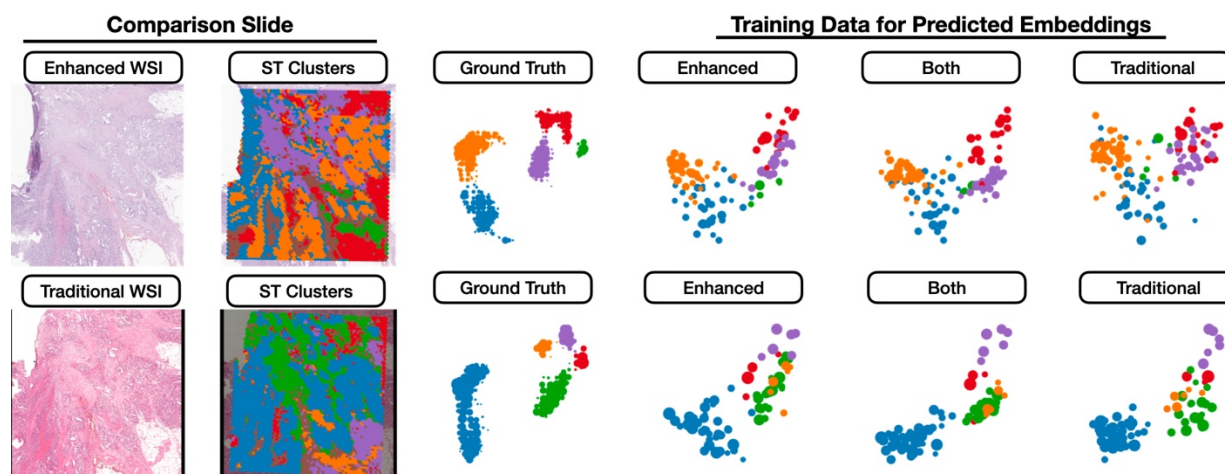 Comparison Slide
Training Data for Predicted Embeddings
Enhanced WSI
ST Clusters
Ground Truth
Enhanced
Both
Traditional
Traditional WSI
ST Clusters
Ground Truth
Enhanced
Both
Traditional